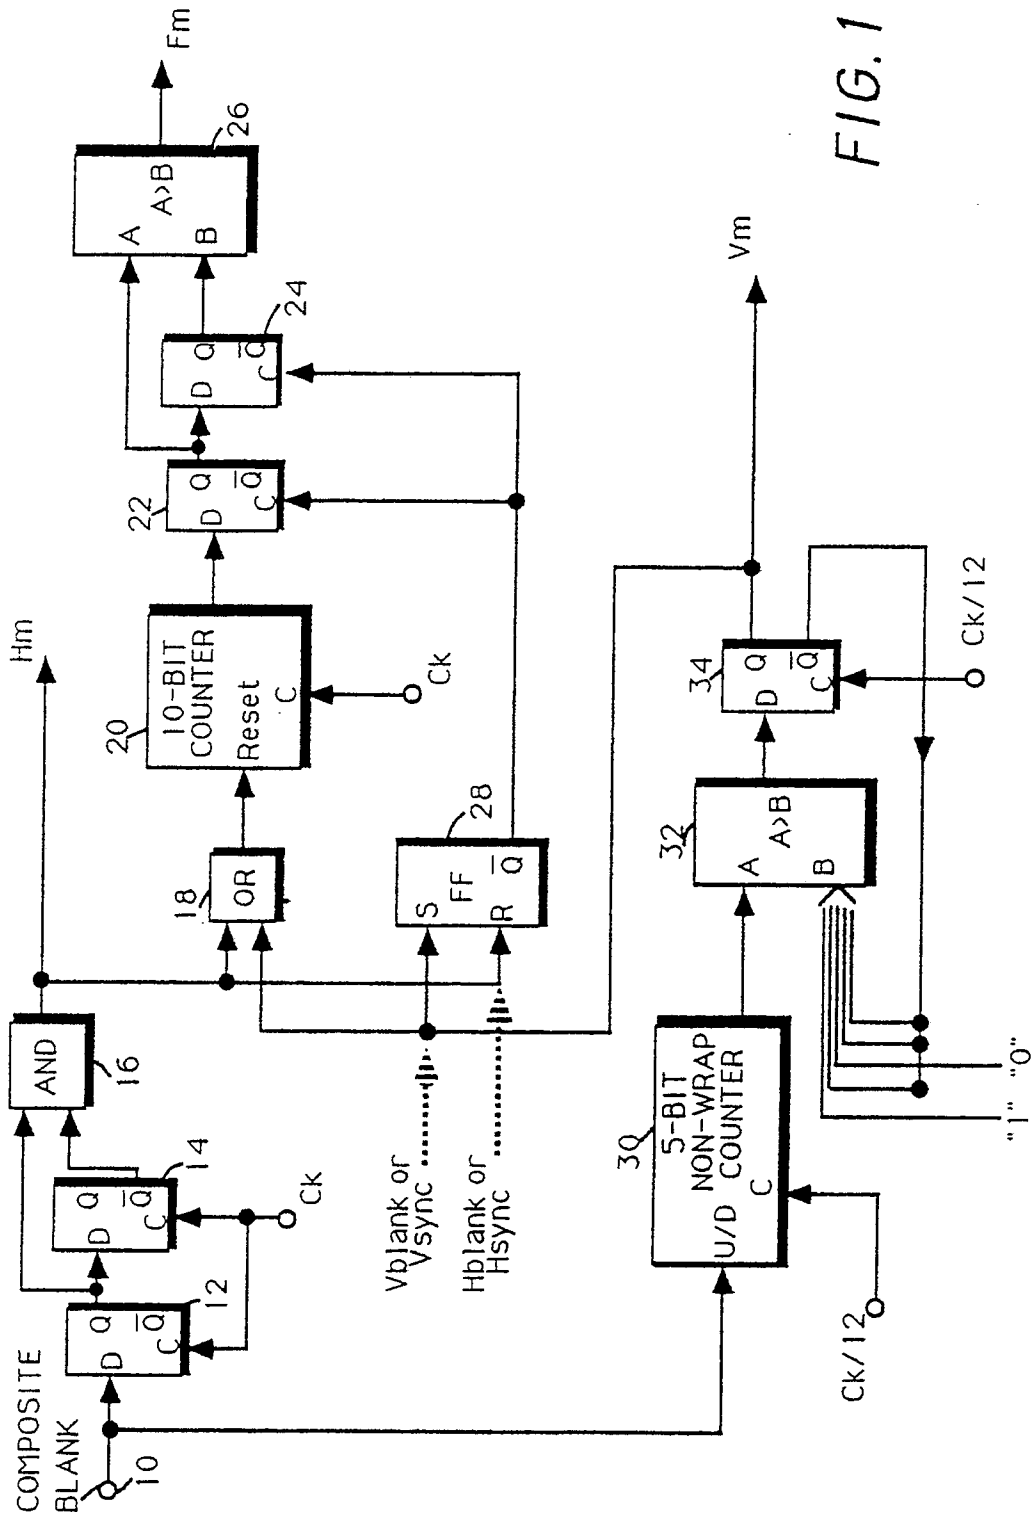 COMPOSITE
BLANK
10
D
Q
Q
C
12
D
Q
Q
C
14
Ck
AND
16
Hm
18
OR
20
10-BIT
COUNTER
Reset
C
Ck
22
D
Q
Q
C
D
Q
Q
C
24
A
B
A>B
26
Fm
Vblank or
Vsync
Hblank or
Hsync
S
FF
R
Q
28
30
5-BIT
NON-WRAP
COUNTER
U/D
C
Ck/12
"1"
"0"
32
A
A>B
B
34
D
Q
Q
C
Ck/12
Vm
FIG. 1